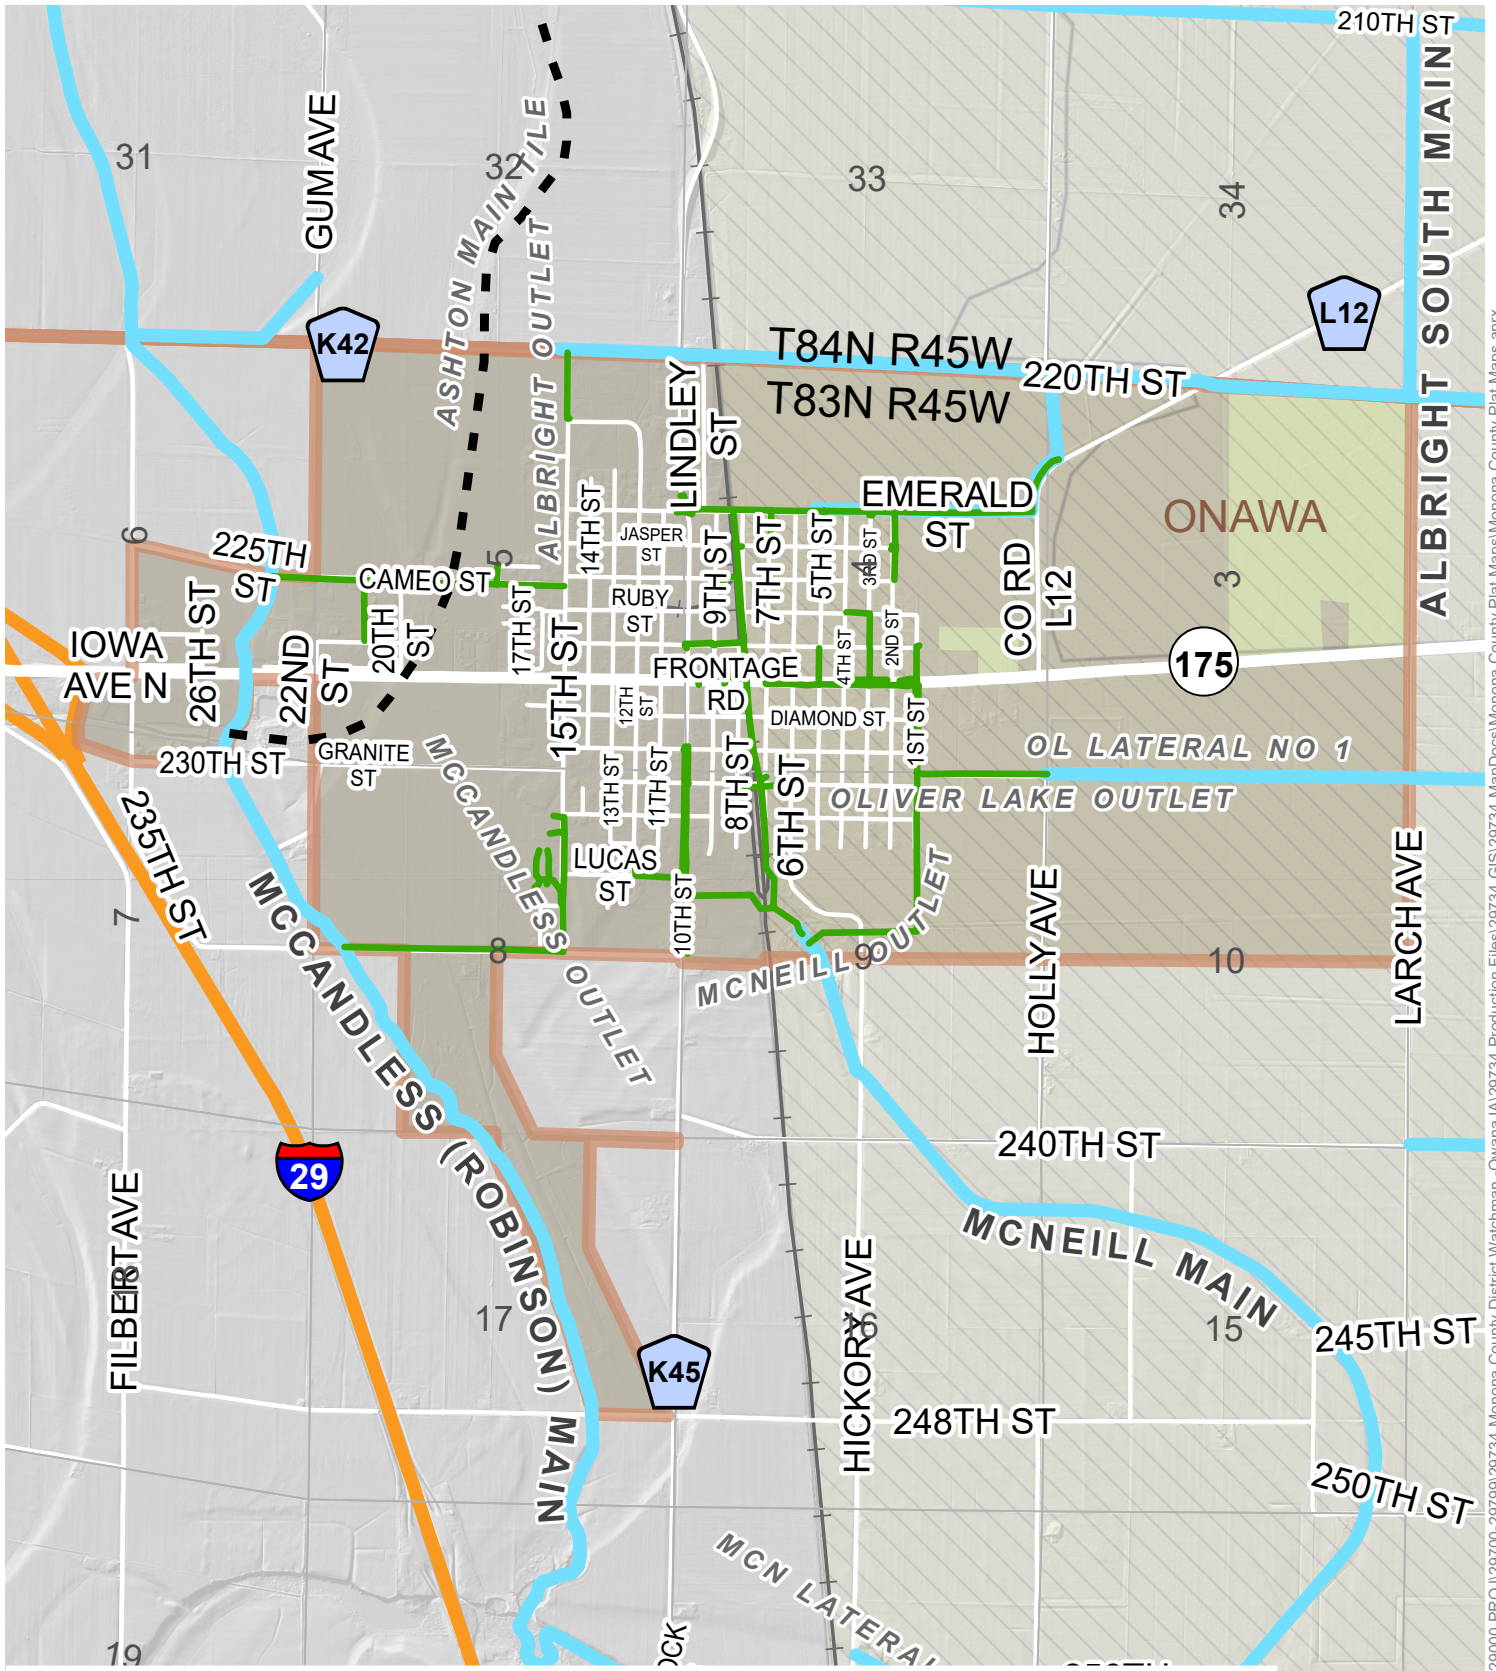 210TH ST
ALBRIGHT SOUTH MAIN
31
GUM AVE
32
ASHTON MAIN TILE
ALBRIGHT OUTLET
33
34
K42
L12
T84N R45W
T83N R45W
220TH ST
LINDLEY
ST
EMERALD
ST
ONAWA
6
5
4
3
225TH
ST
CAMEO ST
14TH ST
JASPER
ST
RUBY
ST
9TH ST
7TH ST
5TH ST
3RD ST
CO RD
L12
IOWA
AVE N
26TH ST
22ND
ST
20TH
ST
17TH ST
15TH ST
FRONTAGE
RD
4TH ST
2ND ST
175
12TH
ST
DIAMOND ST
1ST ST
230TH ST
GRANITE
ST
MCCANDLESS OUTLET
13TH ST
11TH ST
8TH ST
6TH ST
OL LATERAL NO 1
OLIVER LAKE OUTLET
235TH ST
LUCAS
ST
10TH ST
MCNEILL OUTLET
HOLLY AVE
LARCH AVE
7
8
9
10
MCCANDLESS (ROBINSON) MAIN
29
240TH ST
MCNEILL MAIN
FILBERT AVE
18
17
HICKORY AVE
16
15
245TH ST
K45
248TH ST
250TH ST
MCN LATERAL
19
OCK